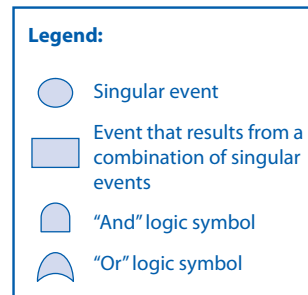 Legend:
Singular event
Event that results from a
combination of singular
events
“And” logic symbol
“Or” logic symbol